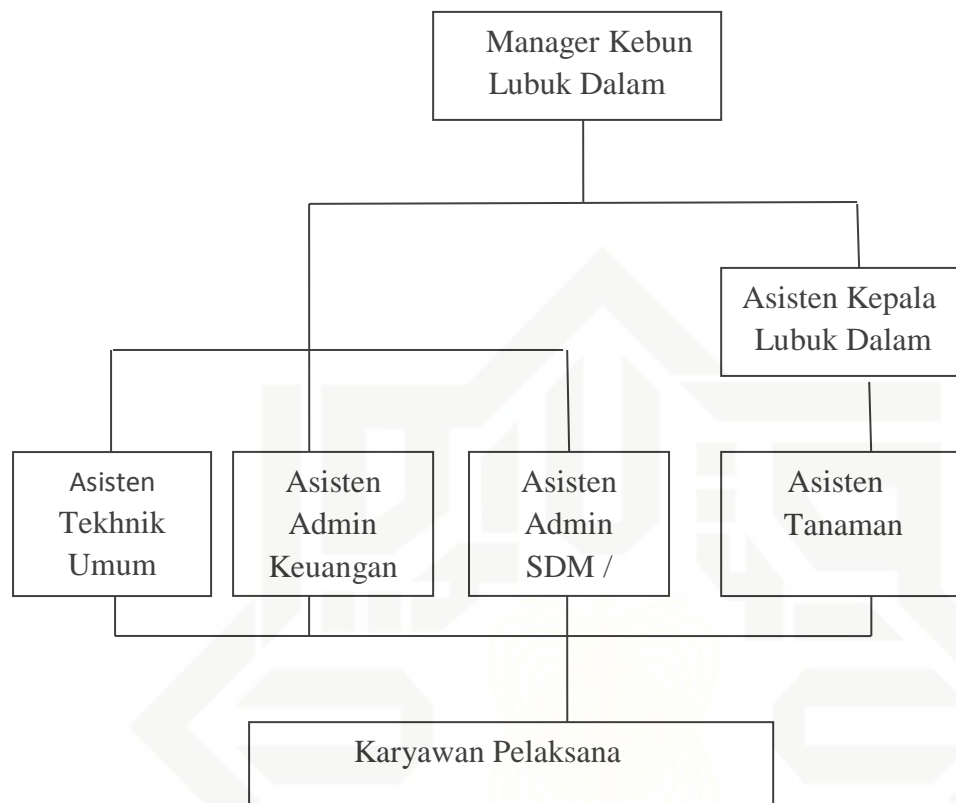 Manager Kebun
Lubuk Dalam
Asisten Kepala
Lubuk Dalam
Asisten
Tekhnik
Umum
Asisten
Admin
Keuangan
Asisten
Admin
SDM /
Asisten
Tanaman
Karyawan Pelaksana